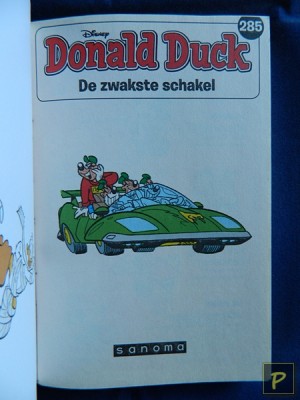 Disney
285
Donald Duck
De zwakste schakel
sanoma
P